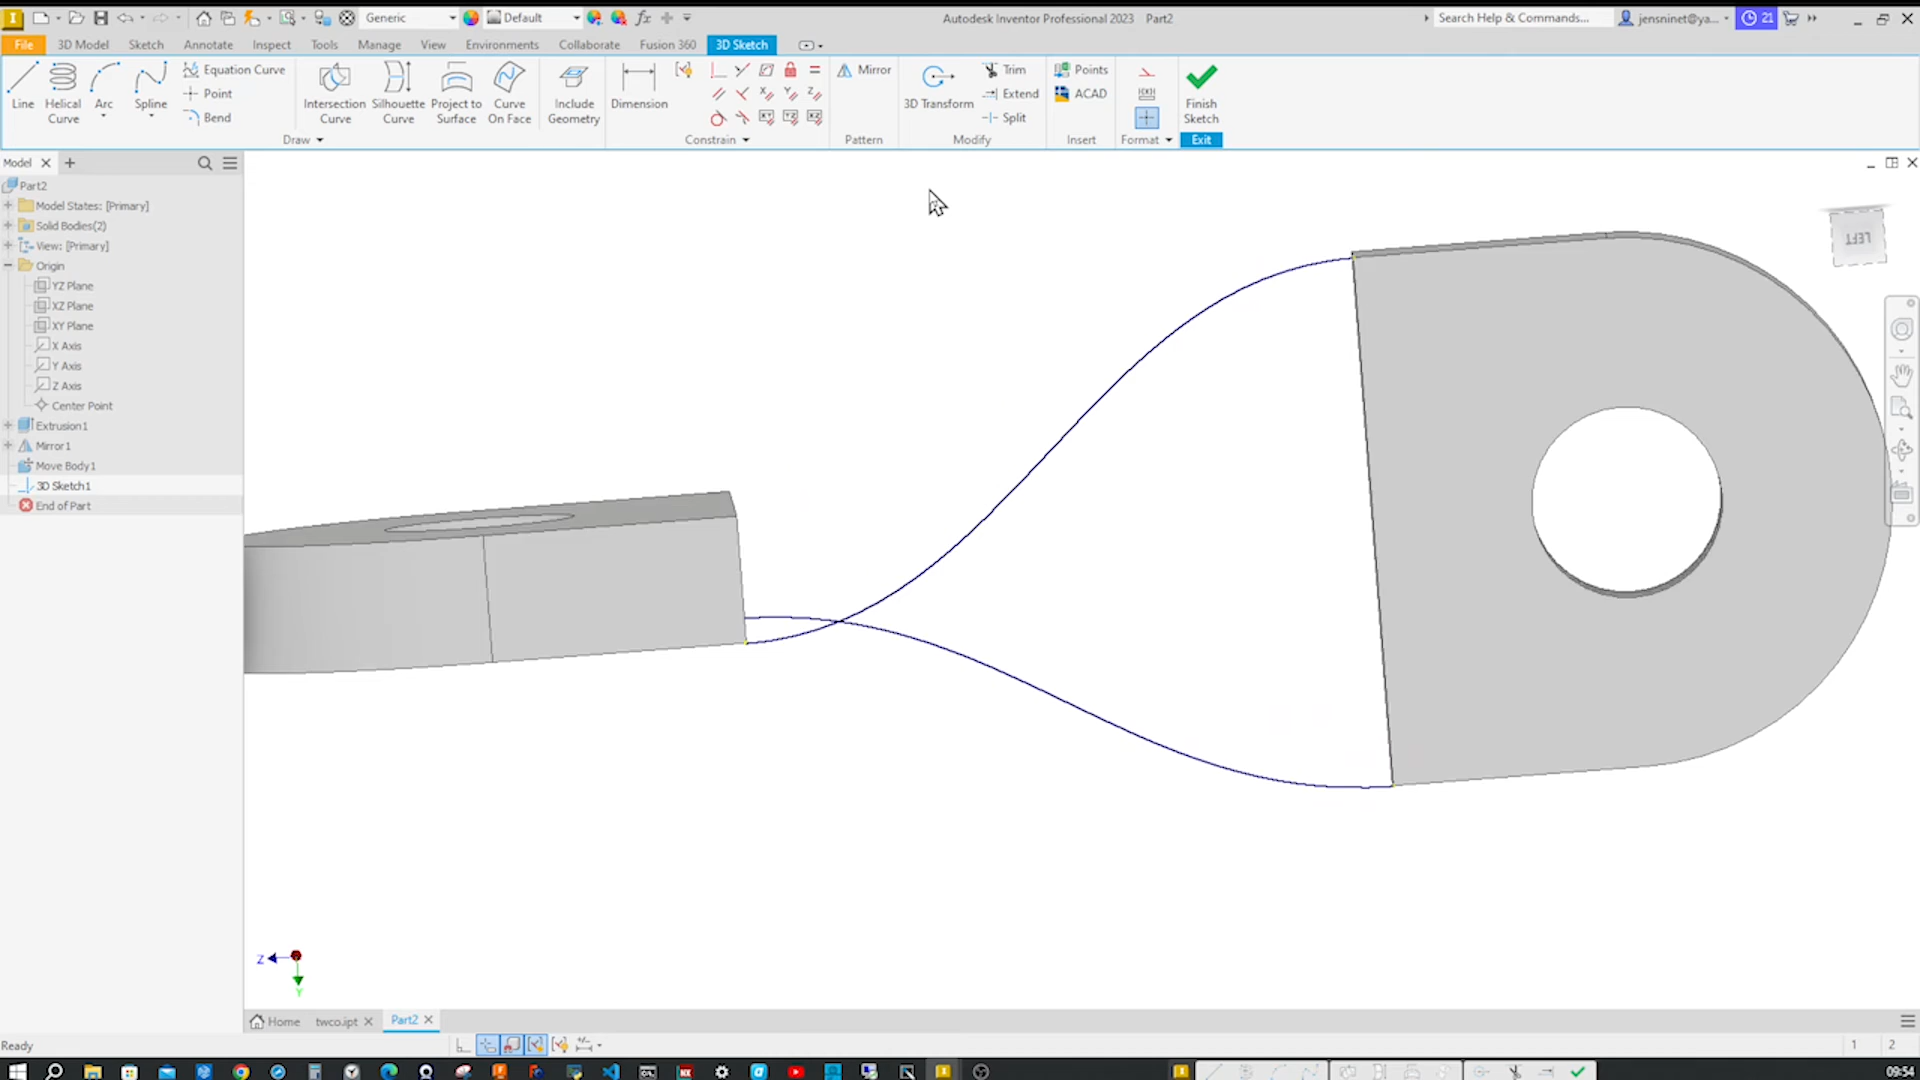 Generic
Default
fx
Autodesk Inventor Professional 2023 Part2
Search Help & Commands...
jensninet@ya...
21
File
3D Model
Sketch
Annotate
Inspect
Tools
Manage
View
Environments
Collaborate
Fusion 360
3D Sketch
Line
Helical Curve
Arc
Spline
Equation Curve
Point
Bend
Intersection Curve
Silhouette Curve
Project to Surface
Curve On Face
Include Geometry
Dimension
Mirror
3D Transform
Trim
Extend
Split
Points
ACAD
Finish Sketch
Draw
Constrain
Pattern
Modify
Insert
Format
Exit
Model
Part2
Model States: [Primary]
Solid Bodies(2)
View: [Primary]
Origin
YZ Plane
XZ Plane
XY Plane
X Axis
Y Axis
Z Axis
Center Point
Extrusion1
Mirror1
Move Body1
3D Sketch1
End of Part
LEFT
Z
Y
Home
twco.ipt
Part2
Ready
1
2
09:54